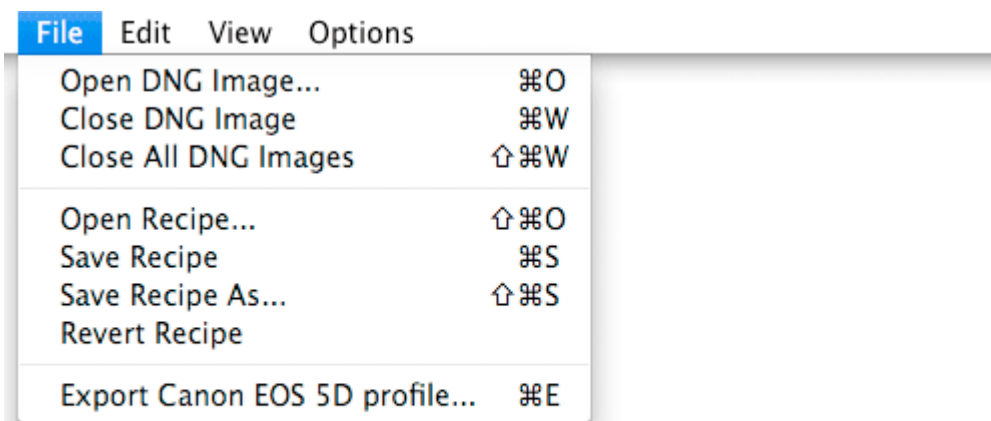 File Edit View Options
Open DNG Image... ⌘O
Close DNG Image ⌘W
Close All DNG Images ⇧⌘W
Open Recipe... ⇧⌘O
Save Recipe ⌘S
Save Recipe As... ⇧⌘S
Revert Recipe
Export Canon EOS 5D profile... ⌘E